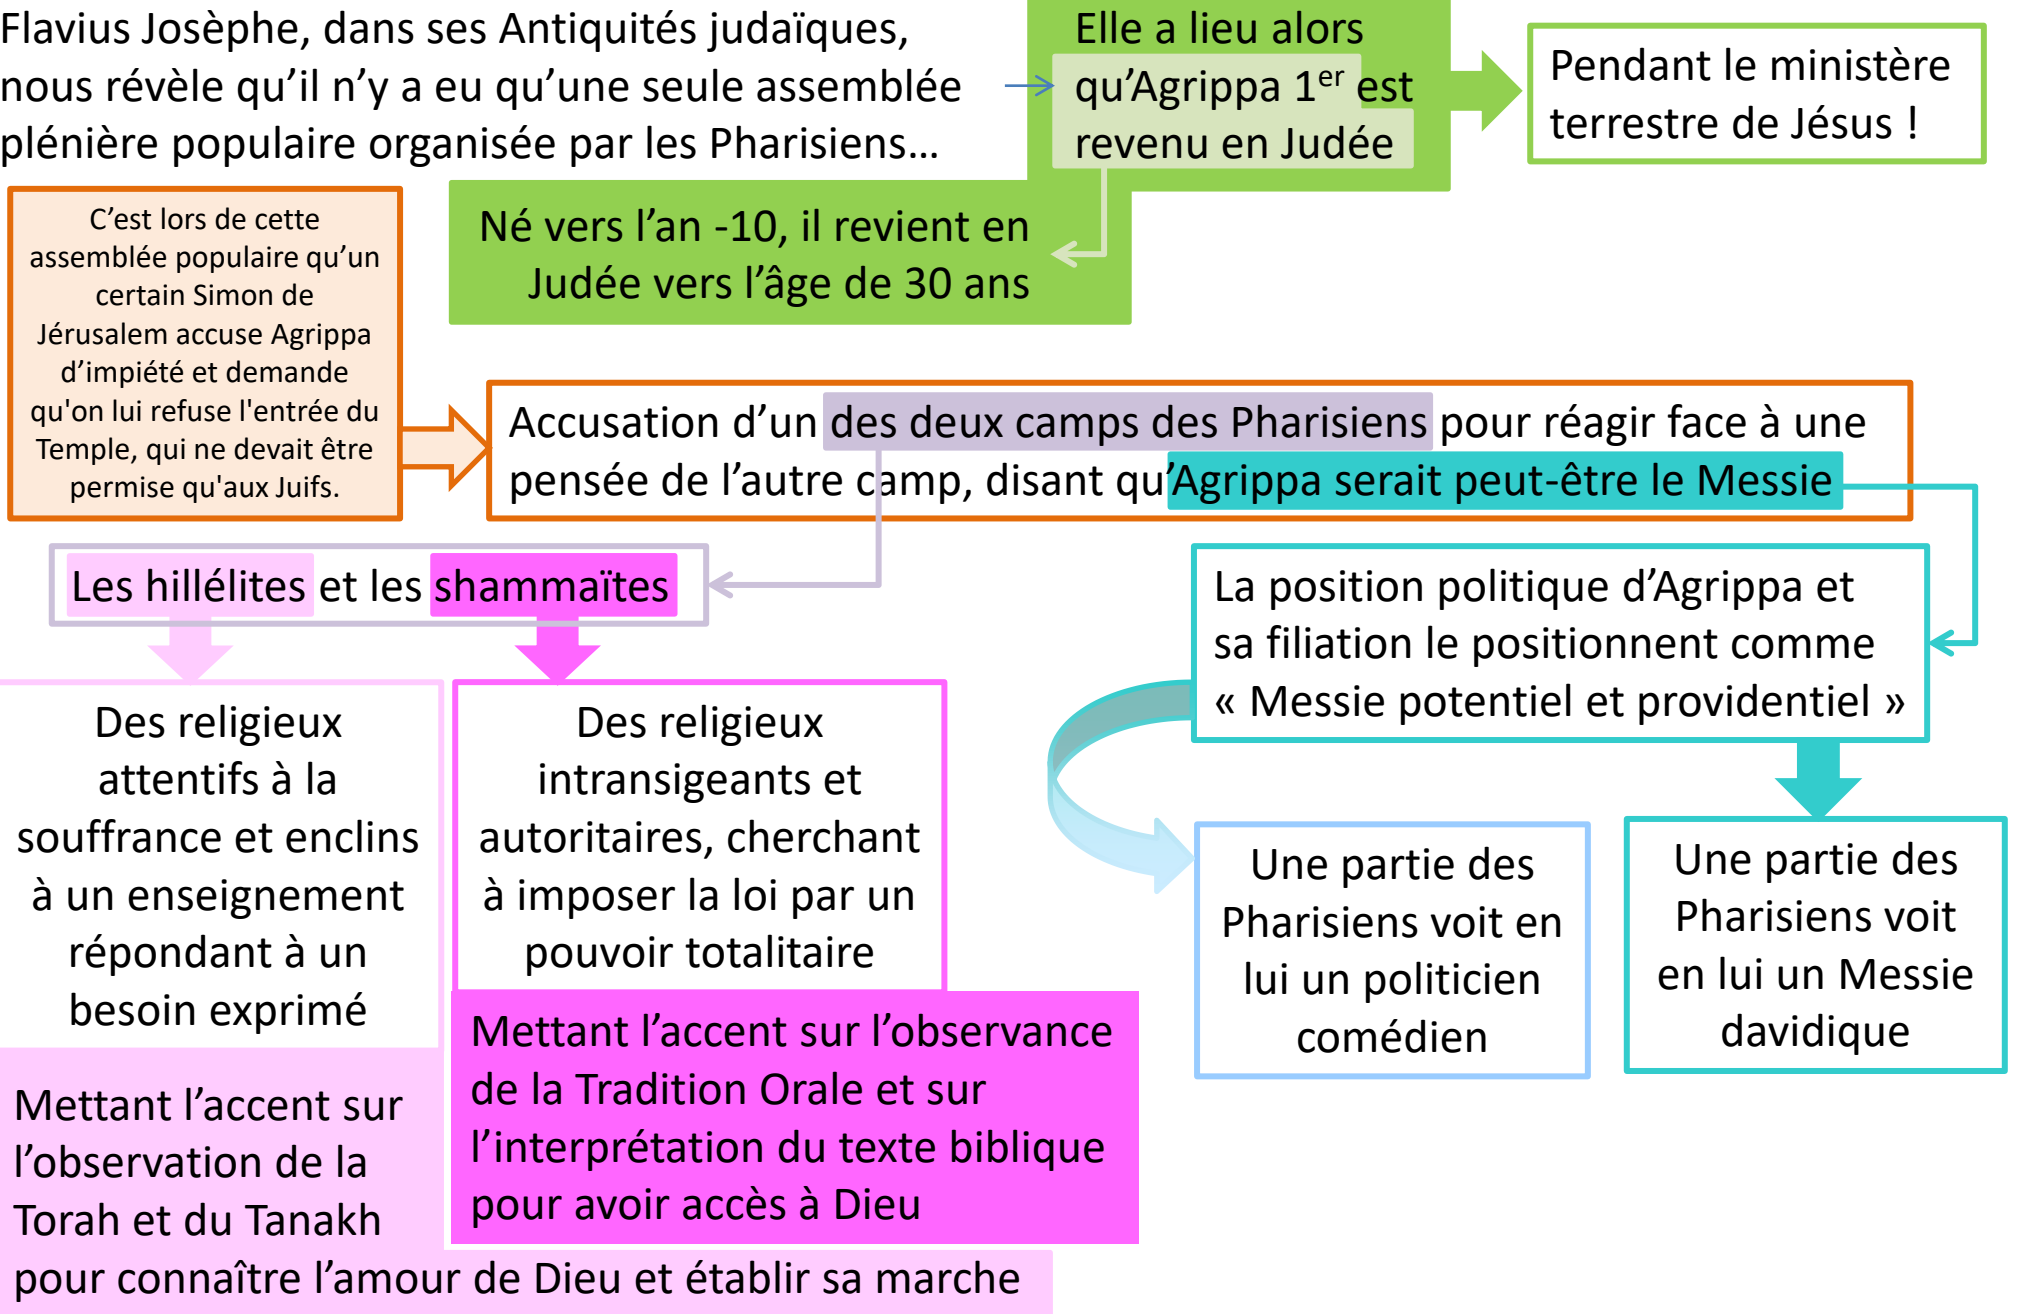 Flavius Josèphe, dans ses Antiquités judaïques,
nous révèle qu’il n’y a eu qu’une seule assemblée
plénière populaire organisée par les Pharisiens…
Elle a lieu alors
qu’Agrippa 1er est
revenu en Judée
Pendant le ministère
terrestre de Jésus !
Né vers l’an -10, il revient en
Judée vers l’âge de 30 ans
C’est lors de cette
assemblée populaire qu’un
certain Simon de
Jérusalem accuse Agrippa
d’impiété et demande
qu'on lui refuse l'entrée du
Temple, qui ne devait être
permise qu'aux Juifs.
Accusation d’un des deux camps des Pharisiens pour réagir face à une
pensée de l’autre camp, disant qu’Agrippa serait peut-être le Messie
Les hillélites et les shammaïtes
Des religieux
attentifs à la
souffrance et enclins
à un enseignement
répondant à un
besoin exprimé
Mettant l’accent sur
l’observation de la
Torah et du Tanakh
pour connaître l’amour de Dieu et établir sa marche
Des religieux
intransigeants et
autoritaires, cherchant
à imposer la loi par un
pouvoir totalitaire
Mettant l’accent sur l’observance
de la Tradition Orale et sur
l’interprétation du texte biblique
pour avoir accès à Dieu
La position politique d’Agrippa et
sa filiation le positionnent comme
« Messie potentiel et providentiel »
Une partie des
Pharisiens voit en
lui un politicien
comédien
Une partie des
Pharisiens voit
en lui un Messie
davidique